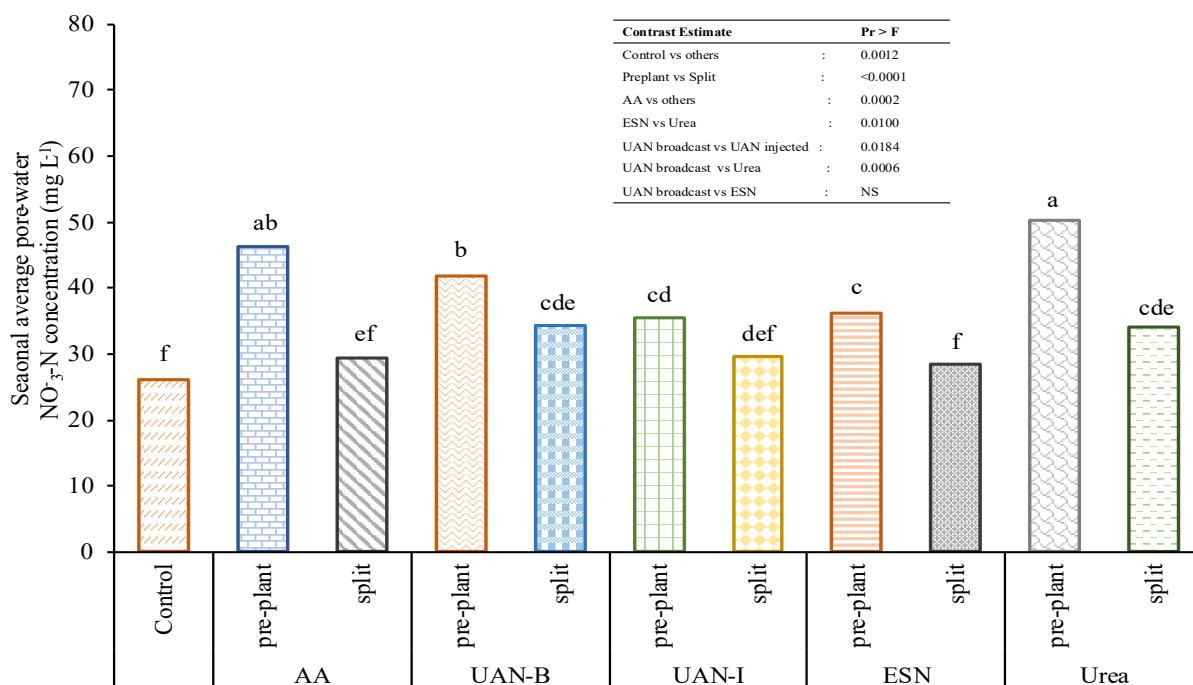 80
70
60
50
40
30
20
10
0
Seaonal average pore-water
NO⁻₃-N concentration (mg L⁻¹)
Contrast Estimate Pr > F
Control vs others : 0.0012
Preplant vs Split : <0.0001
AA vs others : 0.0002
ESN vs Urea : 0.0100
UAN broadcast vs UAN injected : 0.0184
UAN broadcast vs Urea : 0.0006
UAN broadcast vs ESN : NS
f
ab
ef
b
cde
cd
def
c
f
a
cde
Control
pre-plant
split
pre-plant
split
pre-plant
split
pre-plant
split
pre-plant
split
AA
UAN-B
UAN-I
ESN
Urea